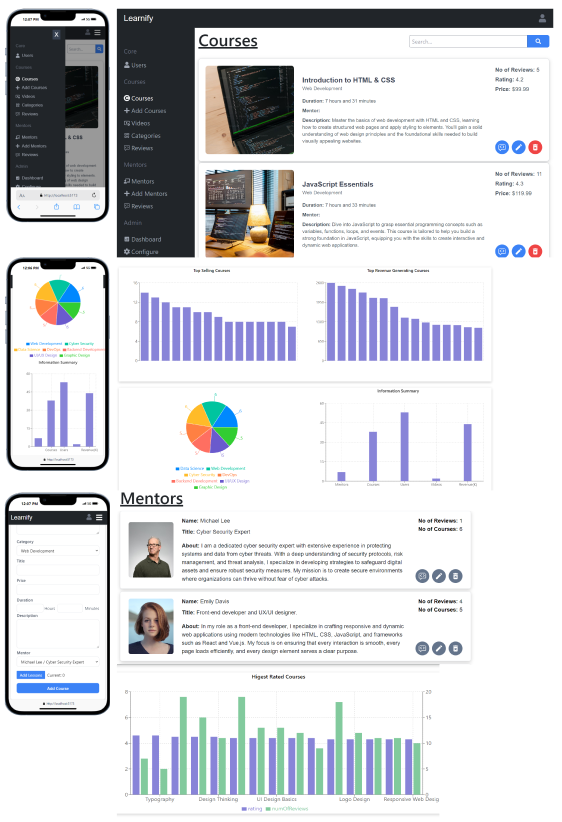 12:07 PM
X
Core
Users
Courses
Courses
Add Courses
Videos
Categories
Reviews
Mentors
Mentors
Add Mentors
Reviews
Admin
Dashboard
Search...
http://localhost:5173
Learnify
Core
Users
Courses
Courses
Add Courses
Videos
Categories
Reviews
Mentors
Mentors
Add Mentors
Reviews
Admin
Dashboard
Configure
Courses
Search...
Introduction to HTML & CSS
Web Development
Duration: 7 hours and 31 minutes
Mentor:
Description: Master the basics of web development with HTML and CSS, learning
how to create structured web pages and apply styling to elements. You'll gain a solid
understanding of web design principles and the foundational skills needed to build
visually appealing websites
No of Reviews: 5
Rating: 4.2
Price: $99.99
JavaScript Essentials
Web Development
Duration: 7 hours and 33 minutes
Mentor:
Description: Dive into JavaScript to grasp essential programming concepts such as
variables, functions, loops, and events. This course is tailored to help you build a
strong foundation in JavaScript, equipping you with the skills to create interactive and
dynamic web applications.
No of Reviews: 11
Rating: 4.3
Price: $119.99
12:06 PM
Web Development
Cyber Security
Data Science
DevOps
Backend Development
UI/UX Design
Graphic Design
Information Summary
Top Selling Courses
Top Revenue Generating Courses
Data Science
Web Development
Cyber Security
DevOps
Backend Development
UI/UX Design
Graphic Design
Information Summary
Mentors
Courses
Users
Videos
12:07 PM
Learnify
Category
Web Development
Title
Price
Duration
Hours
Minutes
Description
Mentor
Michael Lee / Cyber Security Expert
Add Lessons
Current: 0
Add Course
Mentors
Name: Michael Lee
Title: Cyber Security Expert
About: I am a dedicated cyber security expert with extensive experience in protecting
systems and data from cyber threats. With a deep understanding of security protocols, risk
management, and threat analysis, I specialize in developing strategies to safeguard digital
assets and ensure robust security measures. My mission is to create secure environments
where organizations can thrive without fear of cyber attacks.
No of Reviews: 1
No of Courses: 6
Name: Emily Davis
Title: Front-end developer and UX/UI designer.
About: In my role as a front-end developer, I specialize in crafting responsive and dynamic
web applications using modern technologies like HTML, CSS, JavaScript, and frameworks
such as React and Vue.js. My focus is on ensuring that every interaction is smooth, every
page loads efficiently, and every design element serves a clear purpose.
No of Reviews: 4
No of Courses: 5
Higest Rated Courses
8
6
4
2
0
20
15
10
5
0
Typography
Design Thinking
UI Design Basics
Logo Design
Responsive Web Desig
rating
numOfReviews